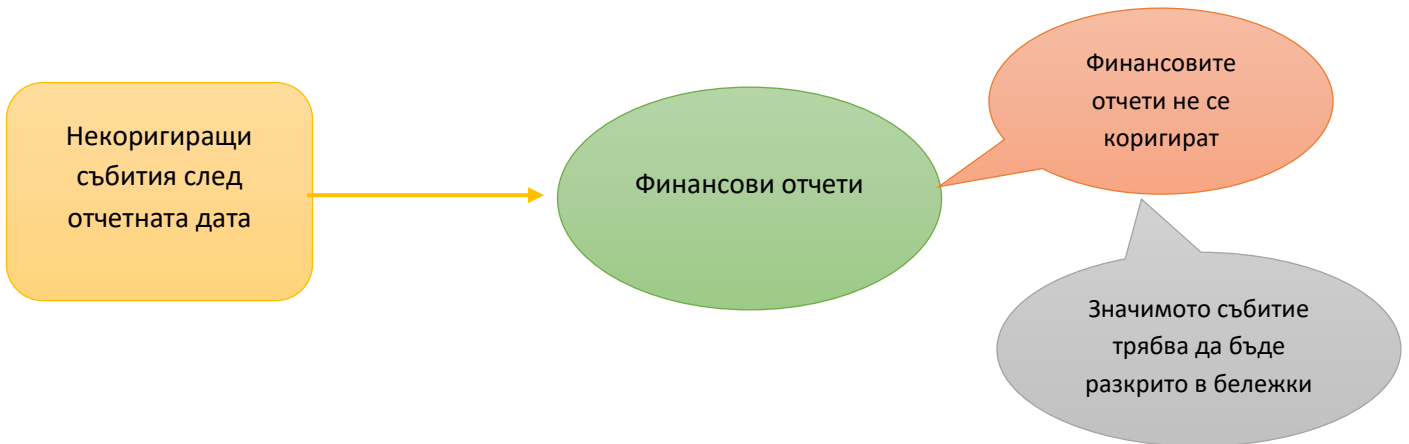 Некоригиращи
събития след
отчетната дата
Финансови отчети
Финансовите
отчети не се
коригират
Значимото събитие
трябва да бъде
разкрито в бележки